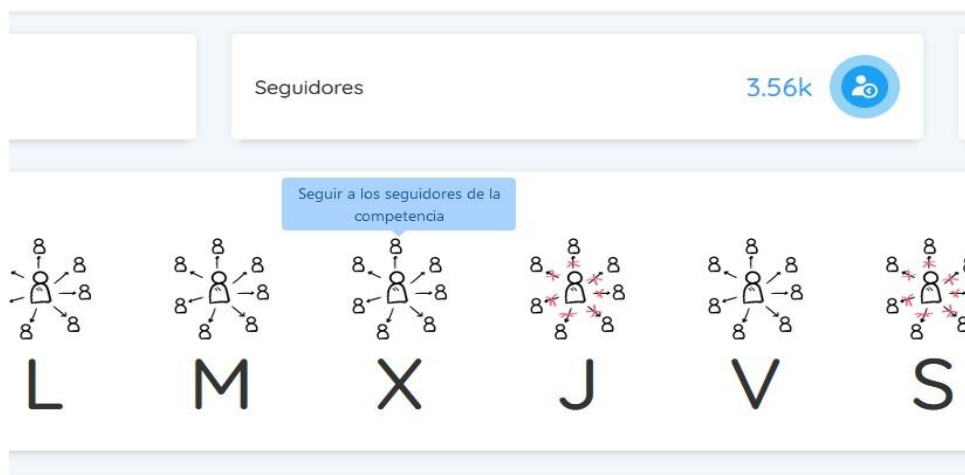 Seguidores 3.56k
Seguir a los seguidores de la
competencia
L M X J V S